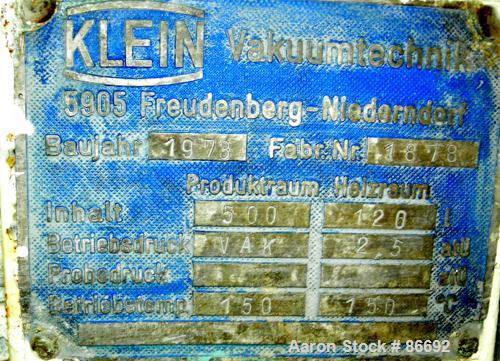 KLEIN Vakuumtechnik
5905 Freudenberg-Niederndorf
Baujahr 1978 Fabr. Nr. 1878
Produktraum Heizraum
Inhalt 500 120 l
Betriebsdruck VAK 2,5 atü
Probedruck atü
Betriebstemp 150 150 °C
Aaron Stock # 86692